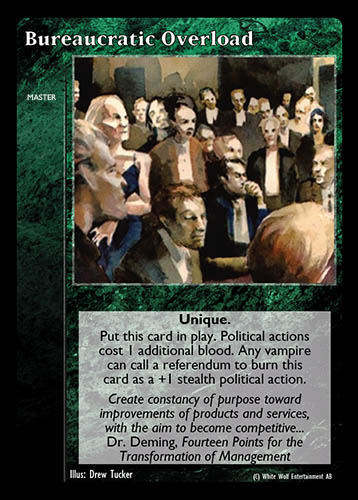 Bureaucratic Overload
MASTER
Unique.
Put this card in play. Political actions
cost 1 additional blood. Any vampire
can call a referendum to burn this
card as a +1 stealth political action.
Create constancy of purpose toward
improvements of products and services,
with the aim to become competitive...
Dr. Deming, Fourteen Points for the
Transformation of Management
Illus: Drew Tucker
(C) White Wolf Entertainment AB